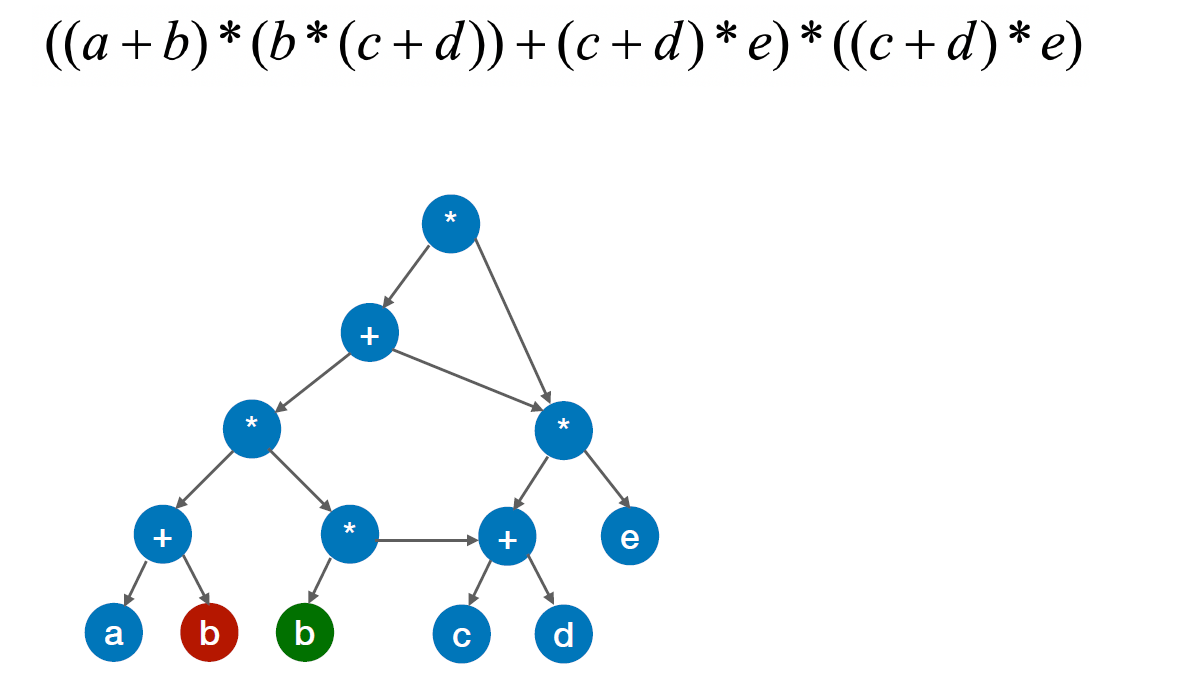 ((a+b)*(b*(c+d))+(c+d)*e)*((c+d)*e)
*
+
* *
+ * + e
a b b c d